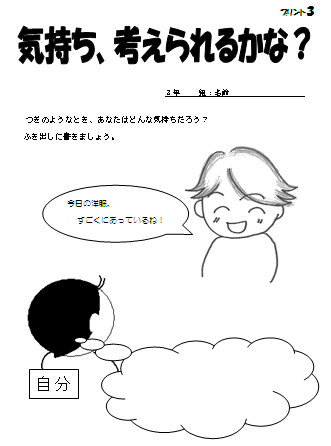 プリント3
気持ち、考えられるかな？
２年　　組：名前
つぎのようなとき、あなたはどんな気持ちだろう？
ふき出しに書きましょう。
今日の洋服、
すごくにあっているね！
自分